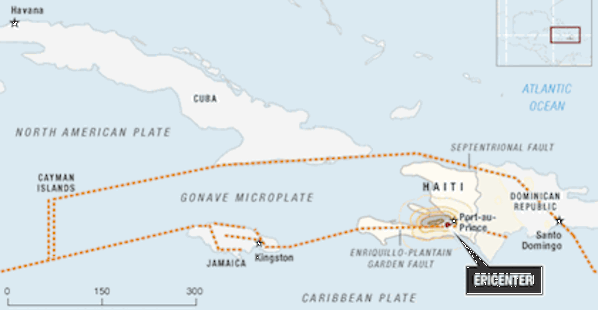 Havana
CUBA
ATLANTIC
OCEAN
NORTH AMERICAN PLATE
SEPTENTRIONAL FAULT
CAYMAN
ISLANDS
GONAVE MICROPLATE
HAITI
DOMINICAN
REPUBLIC
Port-au-
Prince
Santo
Domingo
JAMAICA
Kingston
ENRIQUILLO-PLANTAIN
GARDEN FAULT
EPICENTER
0 150 300
CARIBBEAN PLATE